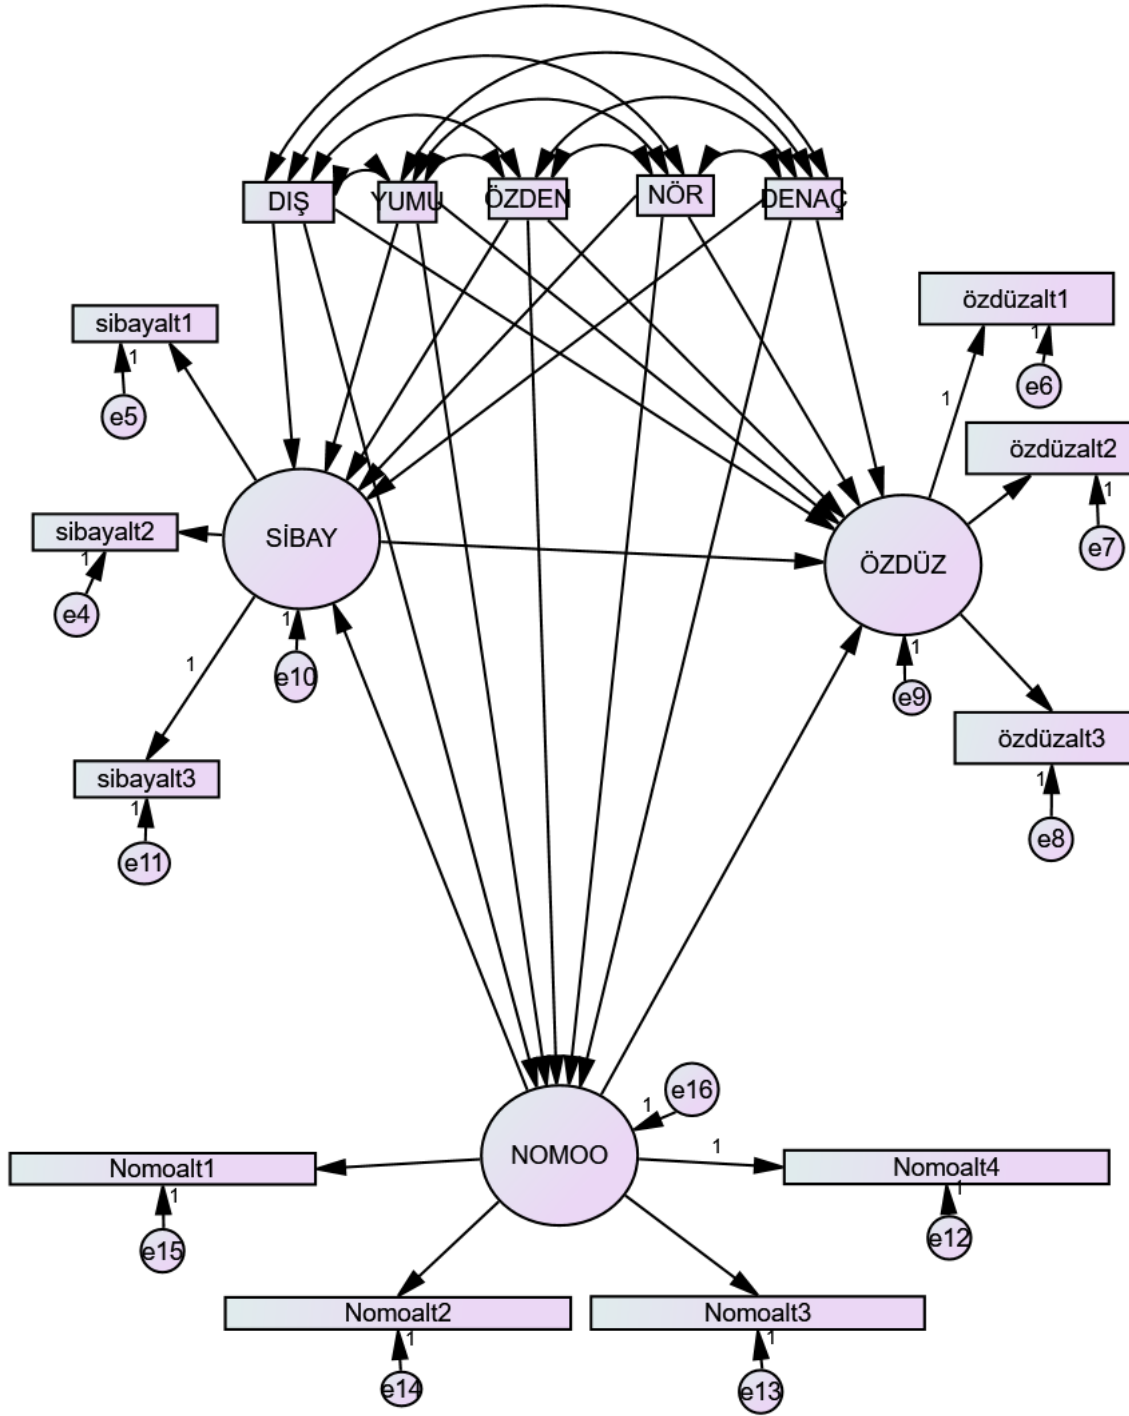 DIŞ
YUMU
ÖZDEN
NÖR
DENAÇ
sibayalt1
1
e5
özdüzalt1
1
e6
1
özdüzalt2
1
e7
sibayalt2
1
e4
SİBAY
ÖZDÜZ
1
e10
1
e9
1
sibayalt3
1
e11
özdüzalt3
1
e8
NOMOO
e16
1
1
Nomoalt1
1
e15
Nomoalt4
1
e12
Nomoalt2
1
e14
Nomoalt3
1
e13